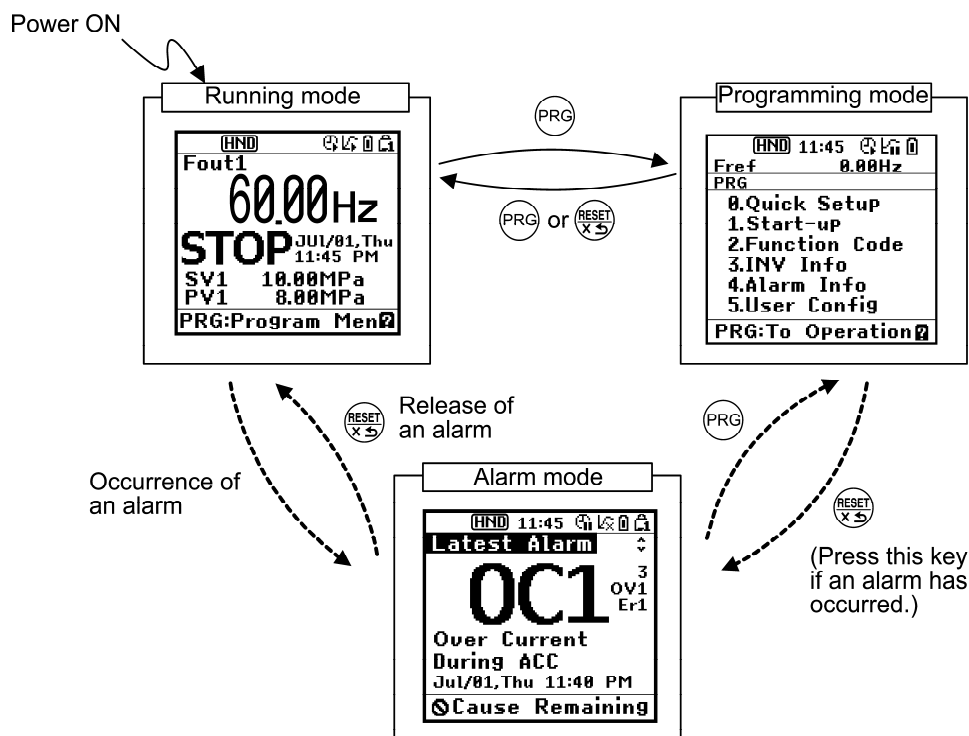 Power ON
Running mode
HND
Fout1
60.00Hz
STOP
JUl/01,Thu
11:45 PM
SV1 10.00MPa
PV1 8.00MPa
PRG:Program Men?
PRG
PRG or RESET
Programming mode
HND 11:45
Fref 0.00Hz
PRG
0.Quick Setup
1.Start-up
2.Function Code
3.INV Info
4.Alarm Info
5.User Config
PRG:To Operation?
Occurrence of
an alarm
RESET
Release of
an alarm
PRG
RESET
(Press this key
if an alarm has
occurred.)
Alarm mode
HND 11:45
Latest Alarm
OC1
3
OV1
Er1
Over Current
During ACC
Jul/01,Thu 11:40 PM
Cause Remaining